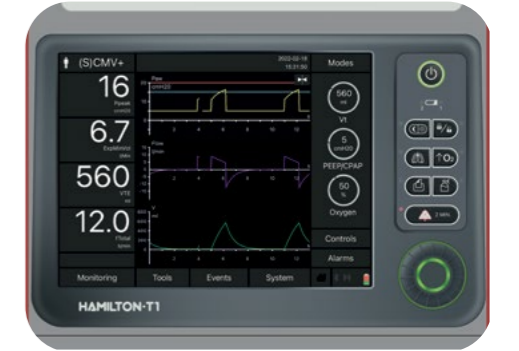 (S)CMV+
2022-02-18
15:21:50
Modes
16
Ppeak
cmH2O
Paw
cmH2O
560
ml
Vt
6.7
ExpMinVol
l/min
Flow
l/min
5
cmH2O
PEEP/CPAP
560
VTE
ml
50
%
Oxygen
12.0
fTotal
b/min
V
ml
Controls
Alarms
Monitoring
Tools
Events
System
O₂
2 MIN
HAMILTON-T1